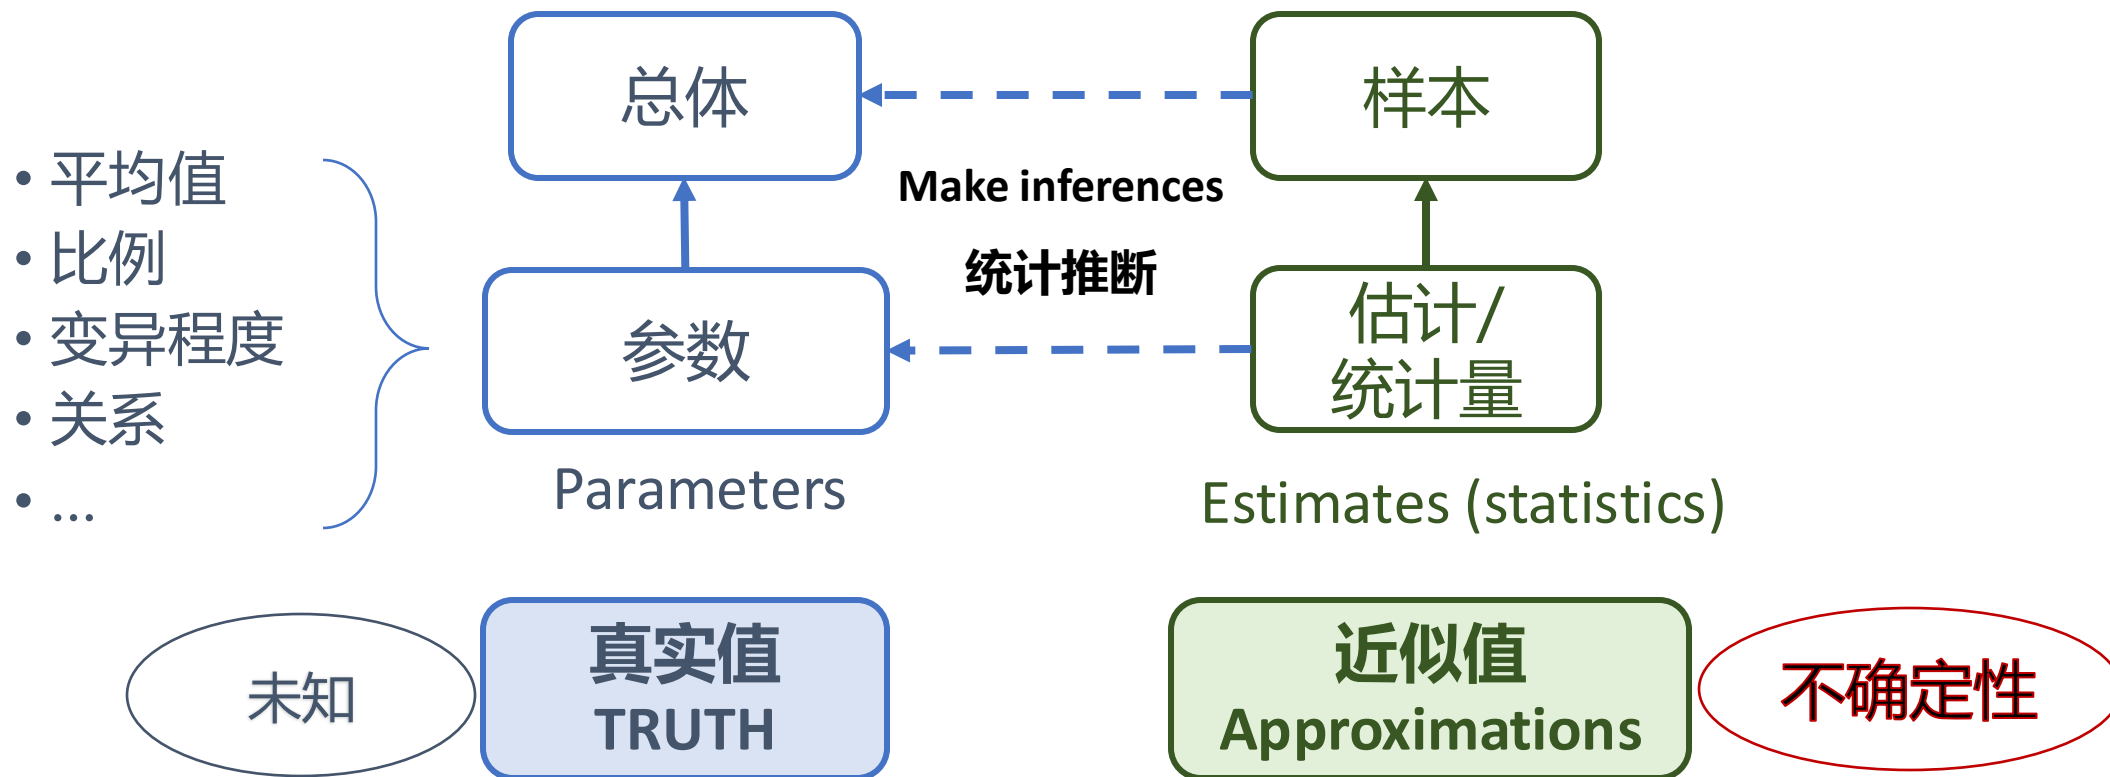 总体
样本
• 平均值
• 比例
• 变异程度
• 关系
• ...
Make inferences
统计推断
参数
估计/
统计量
Parameters
Estimates (statistics)
未知
真实值
TRUTH
近似值
Approximations
不确定性